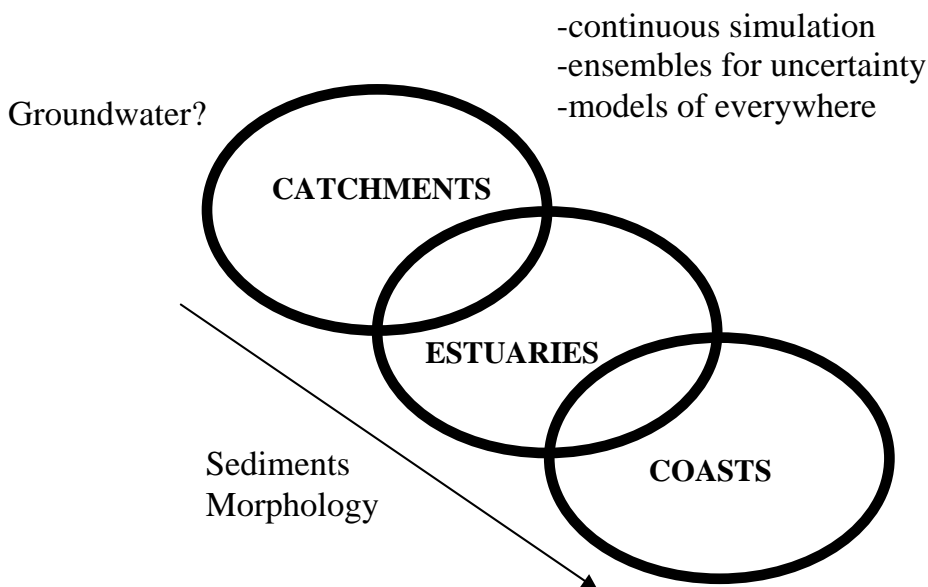 -continuous simulation
-ensembles for uncertainty
-models of everywhere
Groundwater?
CATCHMENTS
ESTUARIES
COASTS
Sediments
Morphology